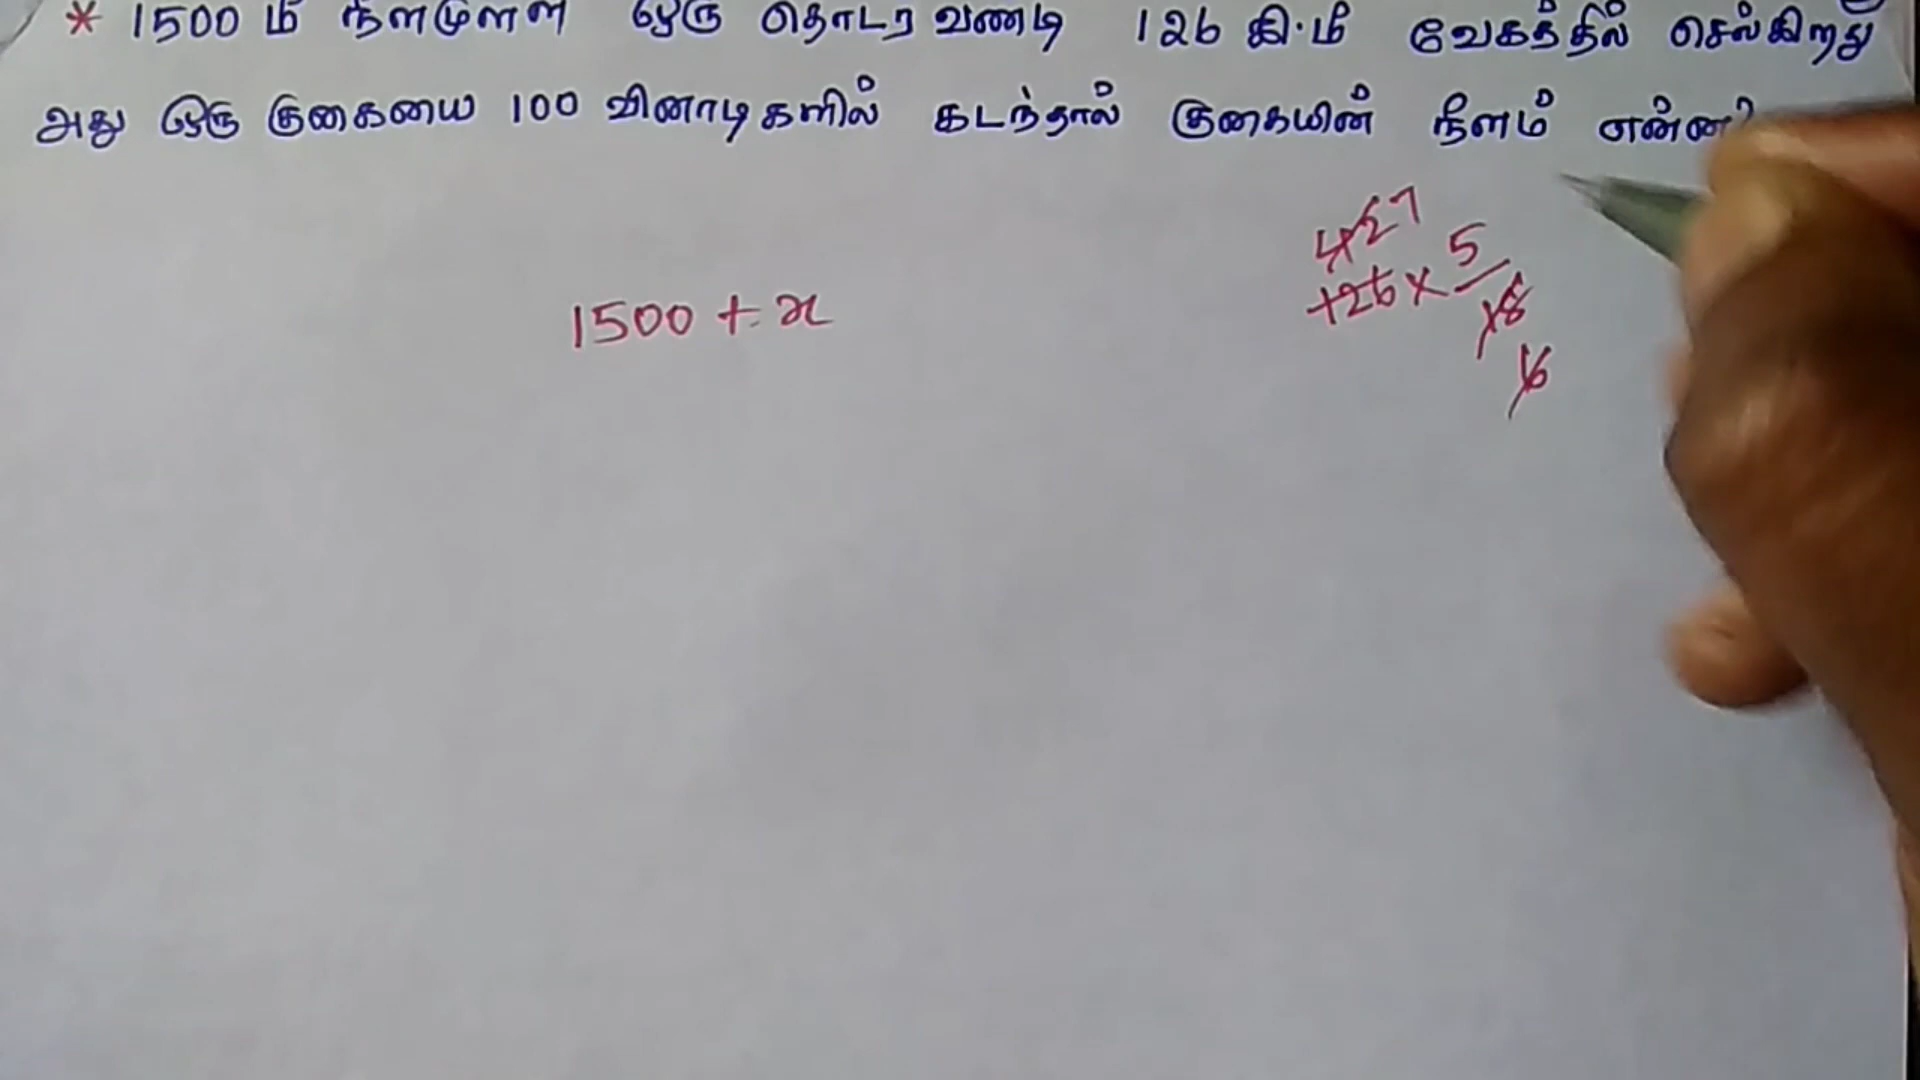 * 1500 மீ நீளமுள்ள ஒரு தொடர் வண்டி 126 கி.மீ வேகத்தில் செல்கிறது
அது ஒரு குகையை 100 வினாடிகளில் கடந்தால் குகையின் நீளம் என்ன?
7
5
126 ×
18
1500 + x
6